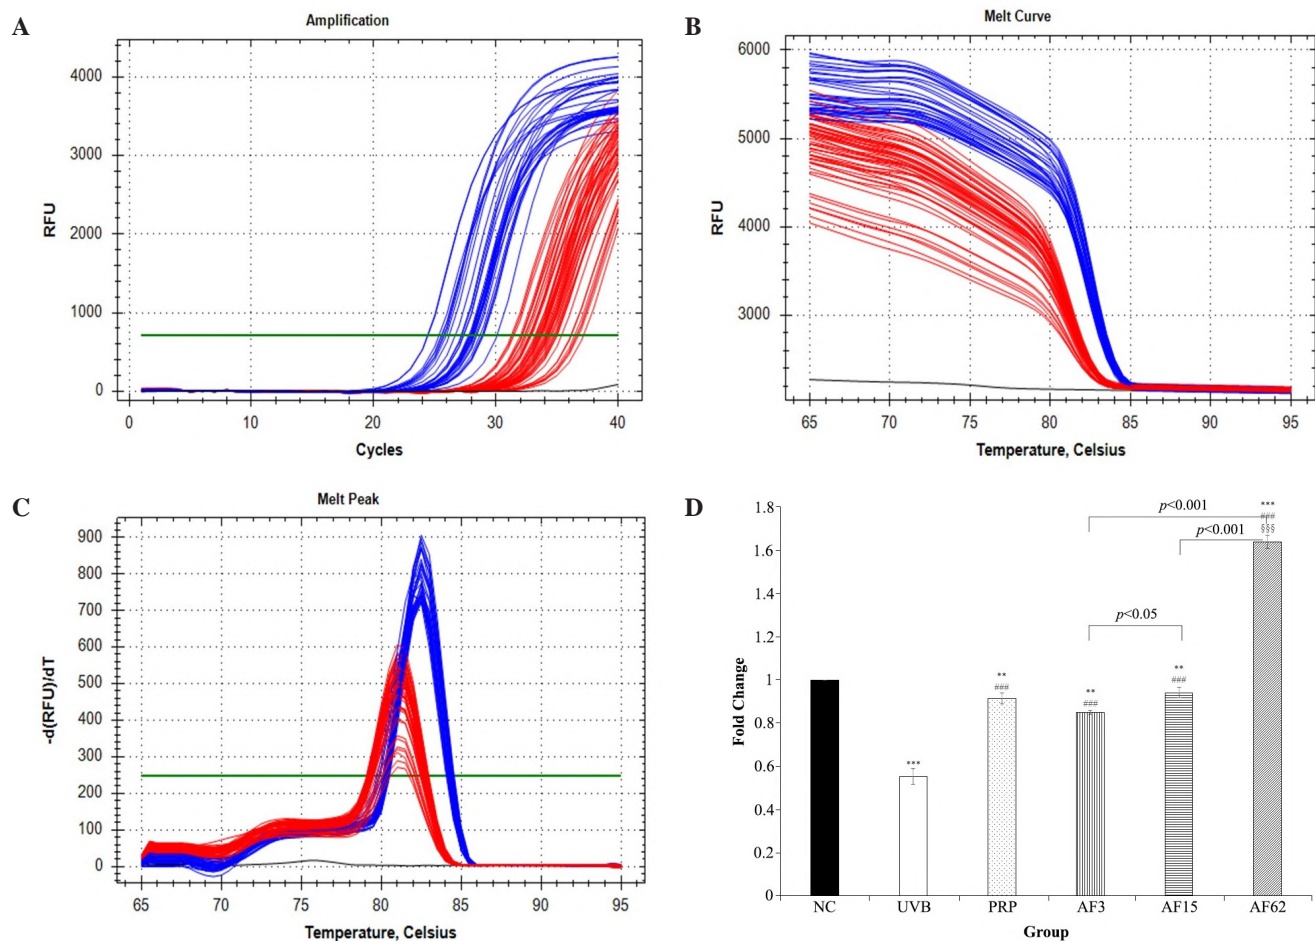 A
Amplification
4000
3000
2000
1000
0
RFU
0 10 20 30 40
Cycles
B
Melt Curve
6000
5000
4000
3000
RFU
65 70 75 80 85 90 95
Temperature, Celsius
C
Melt Peak
900
800
700
600
500
400
300
200
100
0
-d(RFU)/dT
65 70 75 80 85 90 95
Temperature, Celsius
D
1.8
1.6
1.4
1.2
1
0.8
0.6
0.4
0.2
0
Fold Change
p<0.001
p<0.001
p<0.05
***
**
###
**
###
**
###
***
###
§§§
NC UVB PRP AF3 AF15 AF62
Group